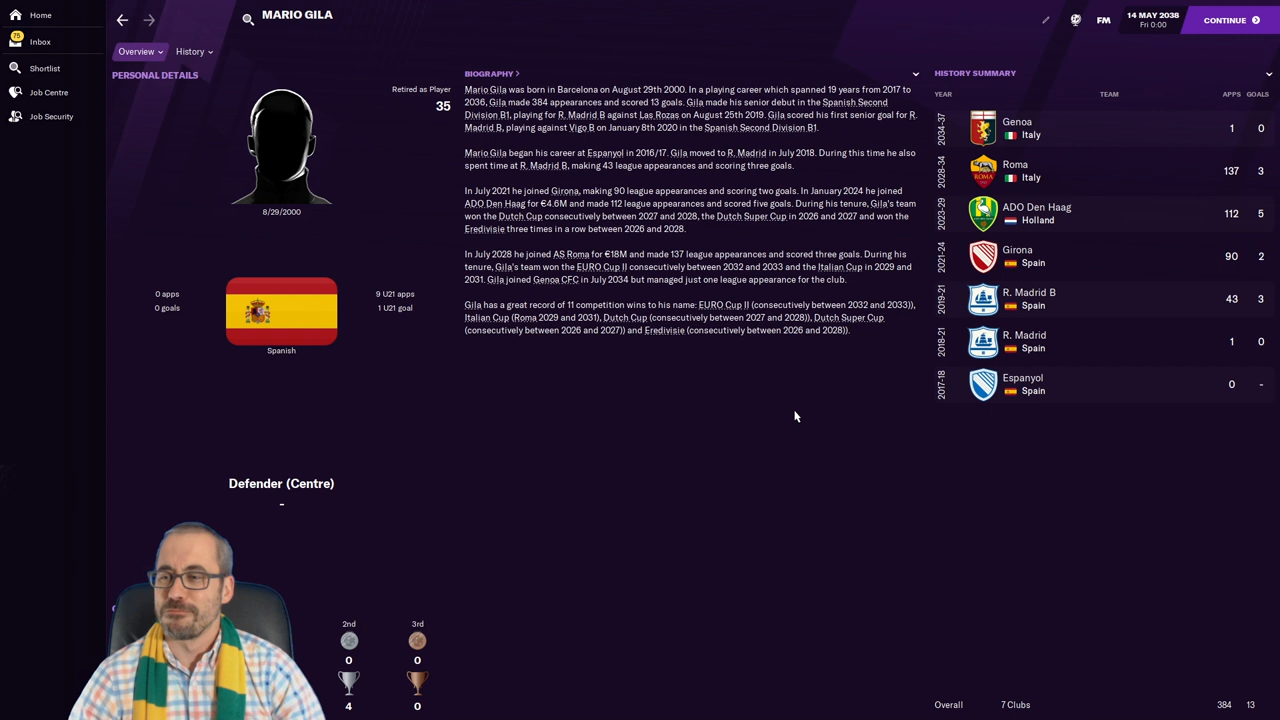 Home
75
Inbox
Shortlist
Job Centre
Job Security
MARIO GILA
FM
14 MAY 2038
Fri 0:00
CONTINUE
Overview
History
PERSONAL DETAILS
Retired as Player
35
8/29/2000
0 apps
0 goals
9 U21 apps
1 U21 goal
Spanish
Defender (Centre)
-
2nd
3rd
0
0
4
0
BIOGRAPHY
Mario Gila was born in Barcelona on August 29th 2000. In a playing career which spanned 19 years from 2017 to
2036, Gila made 384 appearances and scored 13 goals. Gila made his senior debut in the Spanish Second
Division B1, playing for R. Madrid B against Las Rozas on August 25th 2019. Gila scored his first senior goal for R.
Madrid B, playing against Vigo B on January 8th 2020 in the Spanish Second Division B1.
Mario Gila began his career at Espanyol in 2016/17. Gila moved to R. Madrid in July 2018. During this time he also
spent time at R. Madrid B, making 43 league appearances and scoring three goals.
In July 2021 he joined Girona, making 90 league appearances and scoring two goals. In January 2024 he joined
ADO Den Haag for €4.6M and made 112 league appearances and scored five goals. During his tenure, Gila's team
won the Dutch Cup consecutively between 2027 and 2028, the Dutch Super Cup in 2026 and 2027 and won the
Eredivisie three times in a row between 2026 and 2028.
In July 2028 he joined AS Roma for €18M and made 137 league appearances and scored three goals. During his
tenure, Gila's team won the EURO Cup II consecutively between 2032 and 2033 and the Italian Cup in 2029 and
2031. Gila joined Genoa CFC in July 2034 but managed just one league appearance for the club.
Gila has a great record of 11 competition wins to his name: EURO Cup II (consecutively between 2032 and 2033)),
Italian Cup (Roma 2029 and 2031), Dutch Cup (consecutively between 2027 and 2028)), Dutch Super Cup
(consecutively between 2026 and 2027)) and Eredivisie (consecutively between 2026 and 2028)).
HISTORY SUMMARY
YEAR TEAM APPS GOALS
2034-37 Genoa Italy 1 0
2028-34 Roma Italy 137 3
2023-29 ADO Den Haag Holland 112 5
2021-24 Girona Spain 90 2
2019-21 R. Madrid B Spain 43 3
2018-21 R. Madrid Spain 1 0
2017-18 Espanyol Spain 0 -
Overall 7 Clubs 384 13